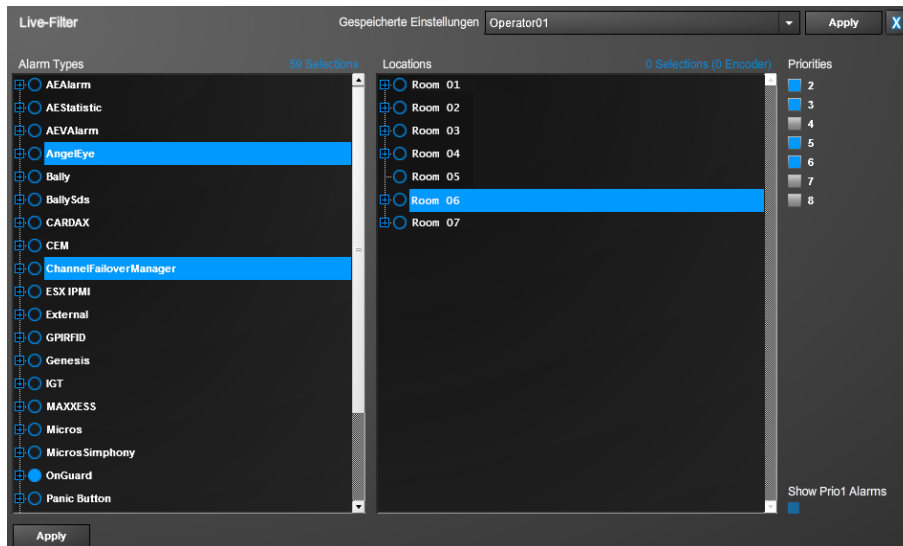 Live-Filter
Gespeicherte Einstellungen Operator01 Apply X
Alarm Types 59 Selections
AEAlarm
AEStatistic
AEVAlarm
AngelEye
Bally
BallySds
CARDAX
CEM
ChannelFailoverManager
ESX IPMI
External
GPIRFID
Genesis
IGT
MAXXESS
Micros
MicrosSimphony
OnGuard
Panic Button
Locations 0 Selections (0 Encoder)
Room 01
Room 02
Room 03
Room 04
Room 05
Room 06
Room 07
Priorities
2
3
4
5
6
7
8
Show Prio1 Alarms
Apply